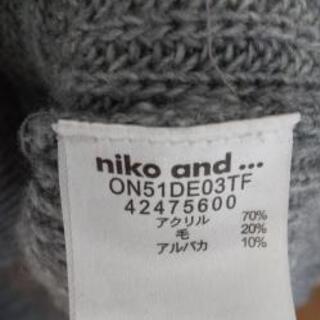 niko and ...
ON51DE03TF
42475600
アクリル 70%
毛 20%
アルパカ 10%